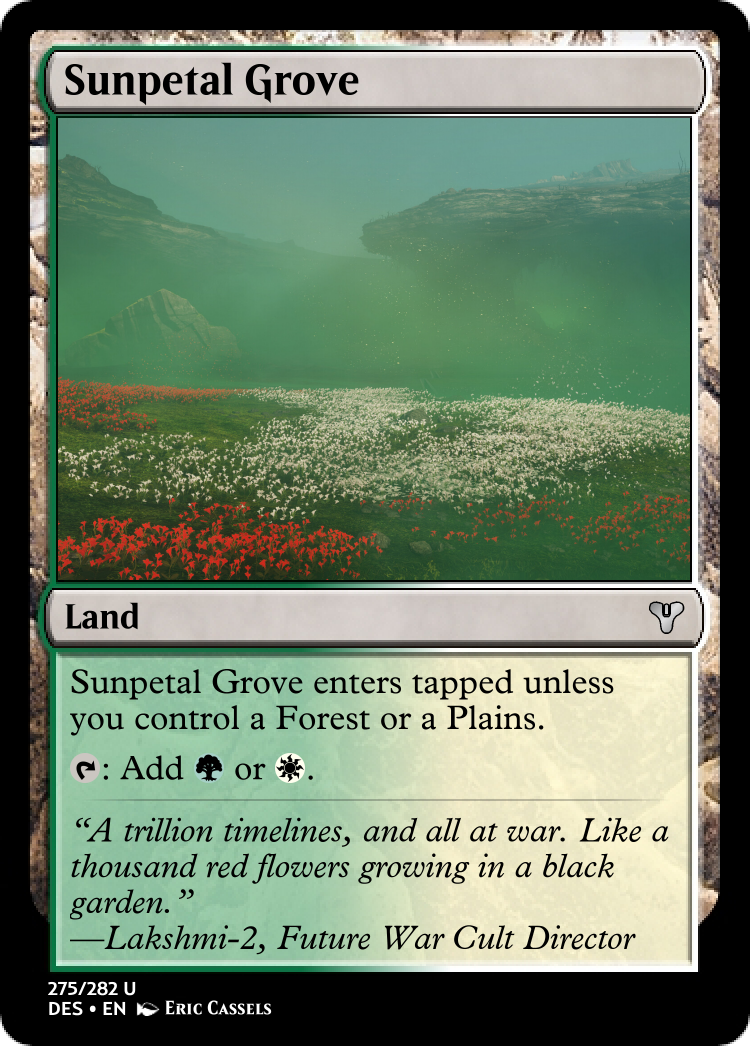 Sunpetal Grove
Land
Sunpetal Grove enters tapped unless
you control a Forest or a Plains.
: Add or .
“A trillion timelines, and all at war. Like a
thousand red flowers growing in a black
garden.”
—Lakshmi-2, Future War Cult Director
275/282 U
DES • EN Eric Cassels